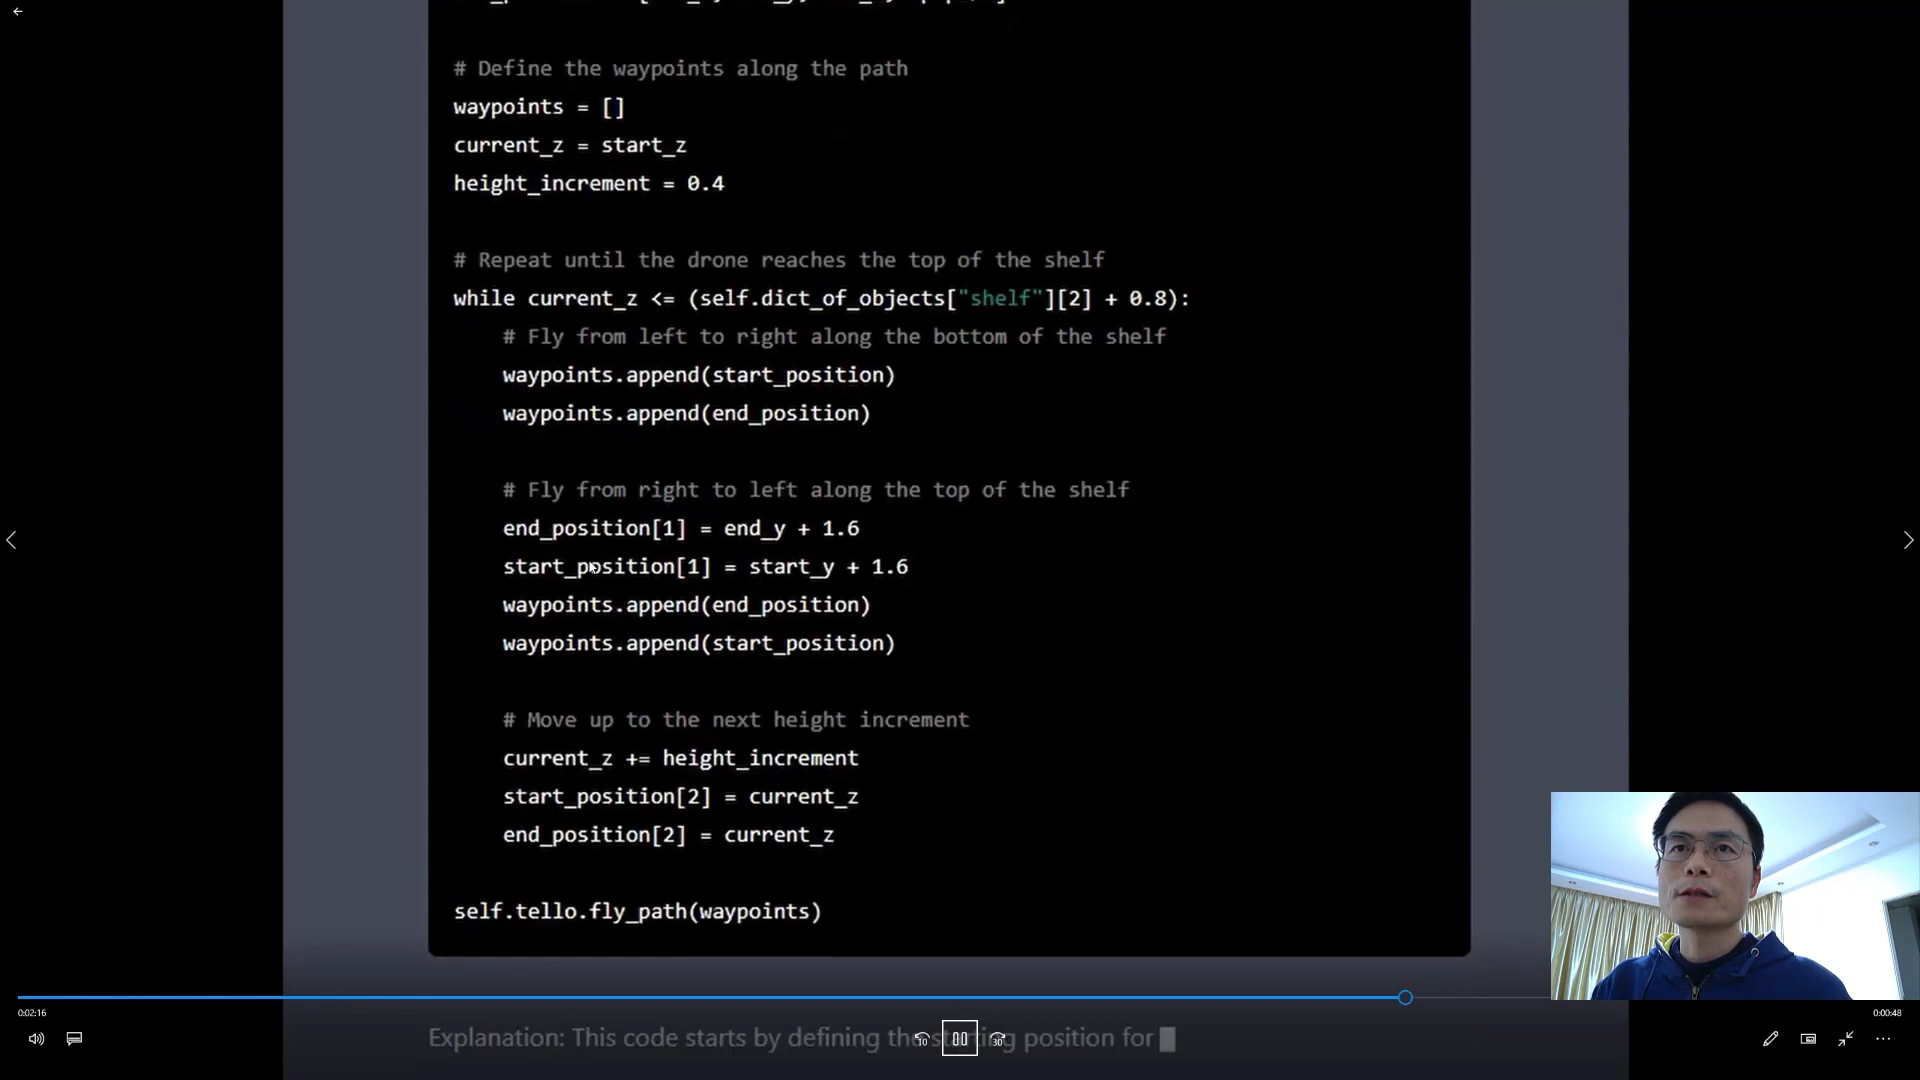 # Define the waypoints along the path
waypoints = []
current_z = start_z
height_increment = 0.4
# Repeat until the drone reaches the top of the shelf
while current_z <= (self.dict_of_objects["shelf"][2] + 0.8):
# Fly from left to right along the bottom of the shelf
waypoints.append(start_position)
waypoints.append(end_position)
# Fly from right to left along the top of the shelf
end_position[1] = end_y + 1.6
start_position[1] = start_y + 1.6
waypoints.append(end_position)
waypoints.append(start_position)
# Move up to the next height increment
current_z += height_increment
start_position[2] = current_z
end_position[2] = current_z
self.tello.fly_path(waypoints)
0:02:16
0:00:48
Explanation: This code starts by defining the starting position for
10
30